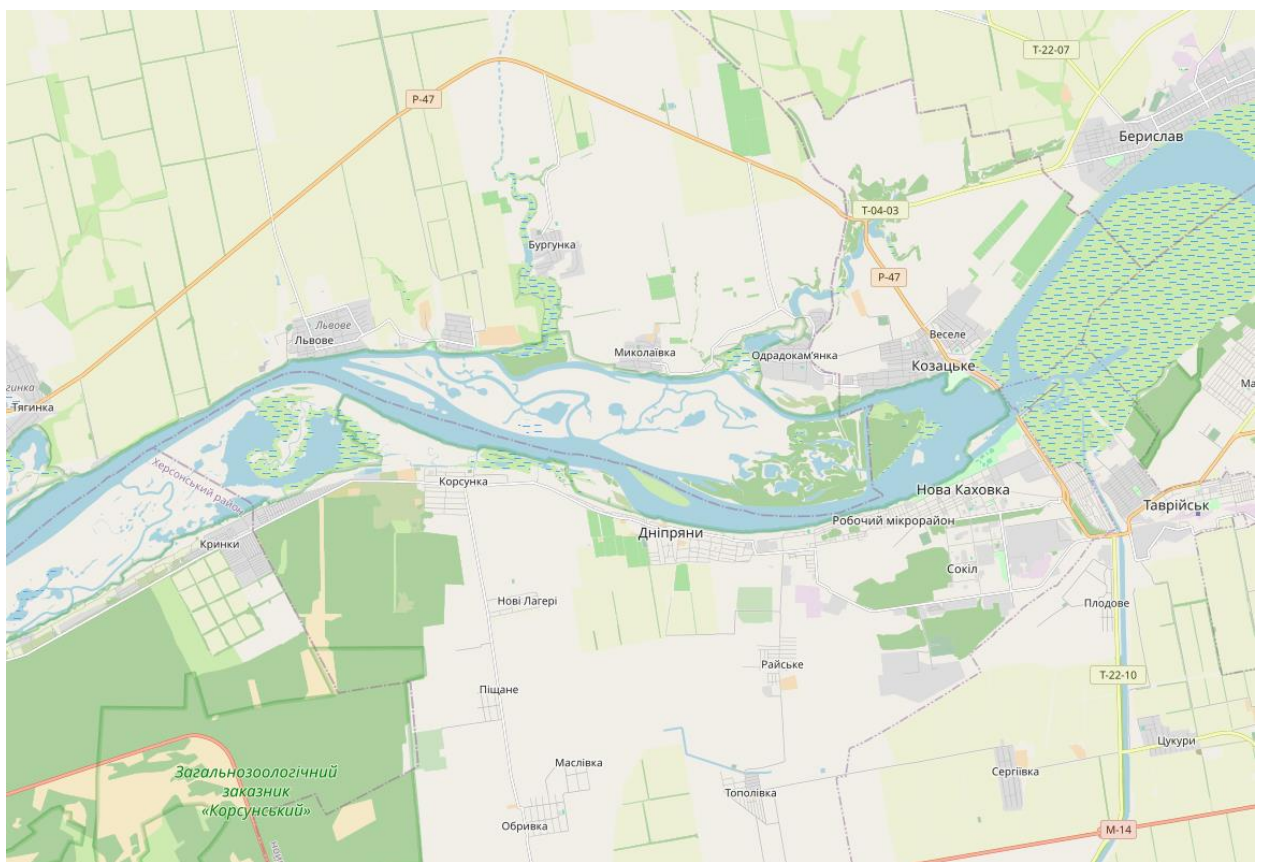 Т-22-07
Р-47
Берислав
Т-04-03
Бургунка
Р-47
Львове
Львове
Веселе
Миколаївка
Одрадокам'янка
Козацьке
гинка
Тягинка
Ма
Херсонський район
Корсунка
Нова Каховка
Таврійськ
Робочий мікрорайон
Дніпряни
Кринки
Сокіл
Нові Лагері
Плодове
Райське
Т-22-10
Піщане
Цукури
Маслівка
Загальнозоологічний
заказник
«Корсунський»
Сергіївка
Тополівка
Обривка
М-14